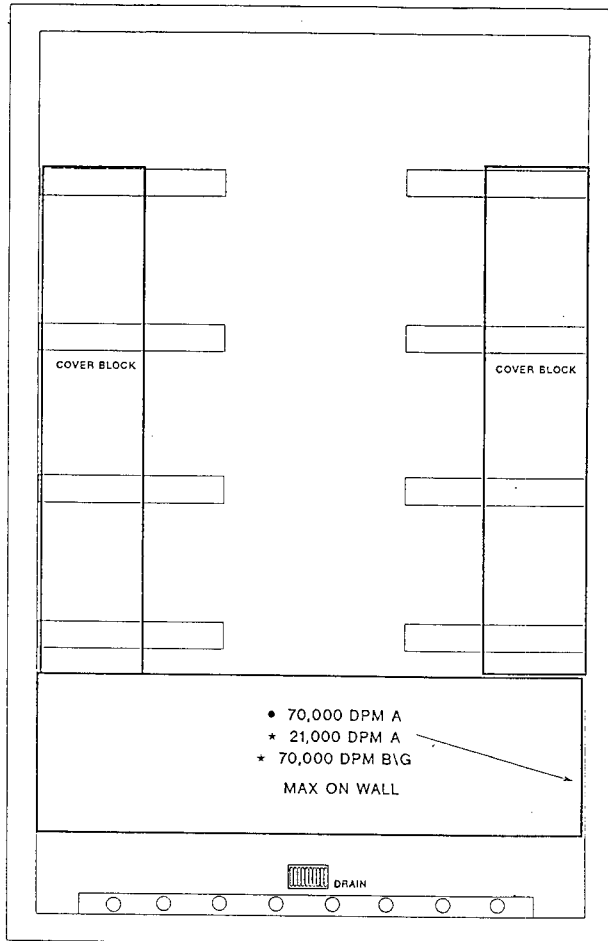 COVER BLOCK
COVER BLOCK
● 70,000 DPM A
★ 21,000 DPM A
★ 70,000 DPM B\G
MAX ON WALL
DRAIN